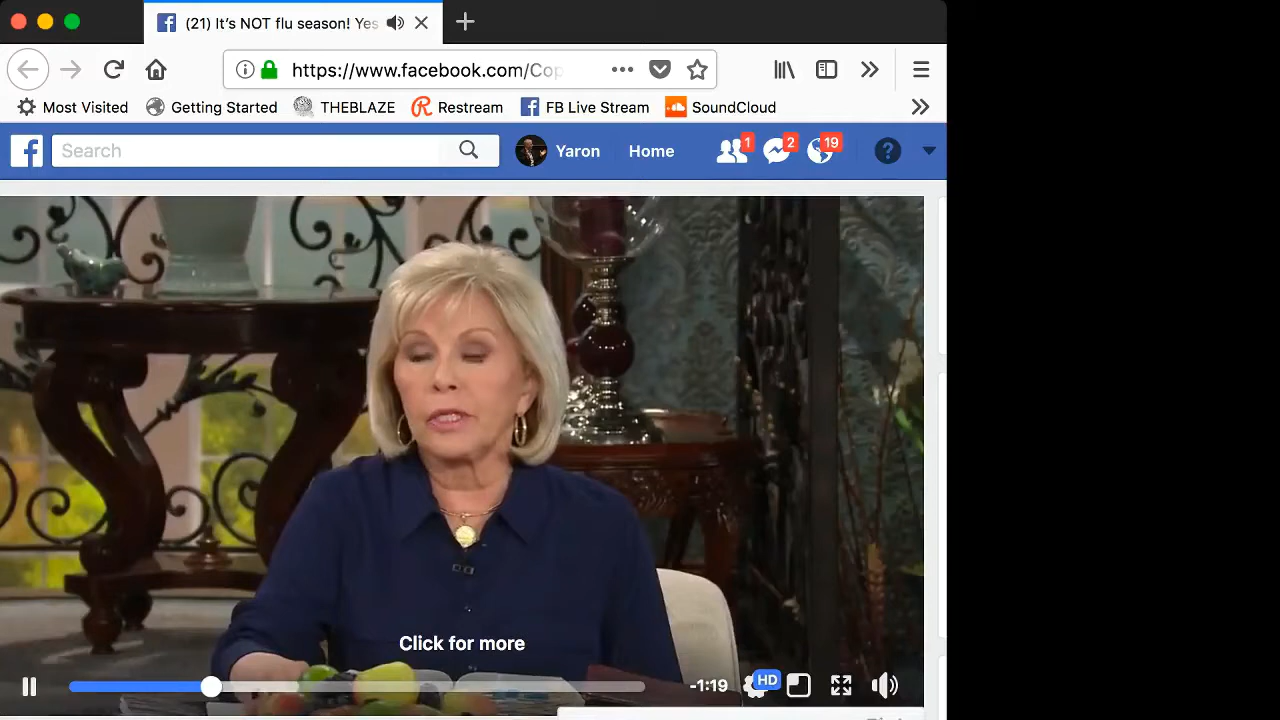 (21) It’s NOT flu season! Yes
https://www.facebook.com/Cop
Most Visited Getting Started THEBLAZE Restream FB Live Stream SoundCloud
Search Yaron Home 1 2 19 ?
Click for more
-1:19 HD